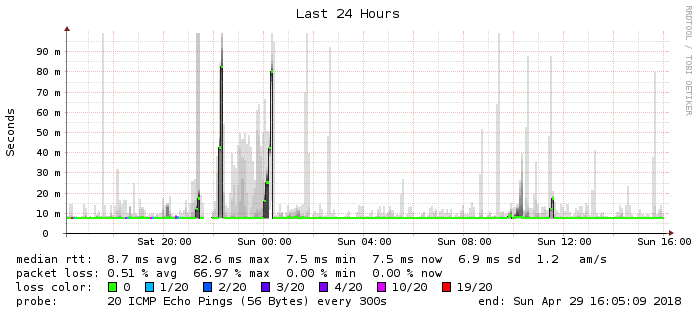 Last 24 Hours
RRDTOOL / TOBI OETIKER
Seconds
90 m
80 m
70 m
60 m
50 m
40 m
30 m
20 m
10 m
0
Sat 20:00 Sun 00:00 Sun 04:00 Sun 08:00 Sun 12:00 Sun 16:00
median rtt: 8.7 ms avg 82.6 ms max 7.5 ms min 7.5 ms now 6.9 ms sd 1.2 am/s
packet loss: 0.51 % avg 66.97 % max 0.00 % min 0.00 % now
loss color: 0 1/20 2/20 3/20 4/20 10/20 19/20
probe: 20 ICMP Echo Pings (56 Bytes) every 300s end: Sun Apr 29 16:05:09 2018